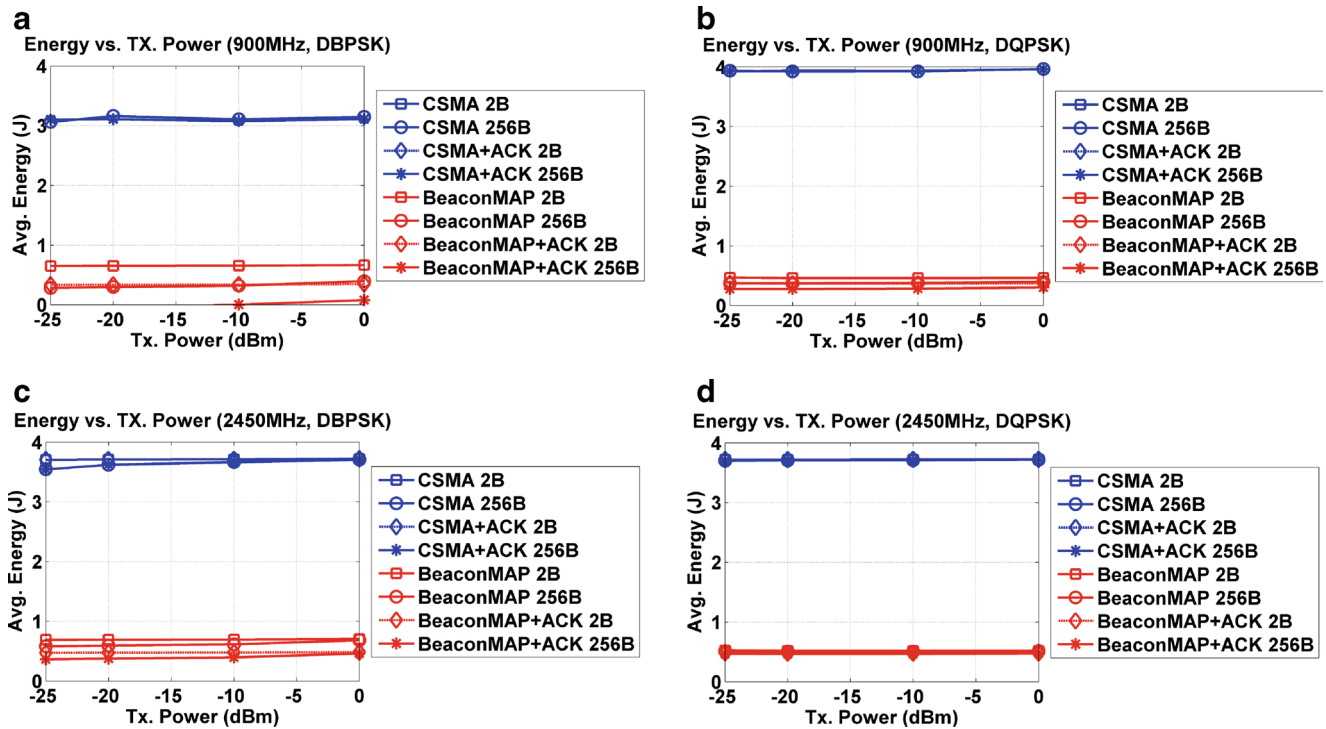 a
Energy vs. TX. Power (900MHz, DBPSK)
4
3
2
1
0
-25
-20
-15
-10
-5
0
Avg. Energy (J)
Tx. Power (dBm)
CSMA 2B
CSMA 256B
CSMA+ACK 2B
CSMA+ACK 256B
BeaconMAP 2B
BeaconMAP 256B
BeaconMAP+ACK 2B
BeaconMAP+ACK 256B
b
Energy vs. TX. Power (900MHz, DQPSK)
4
3
2
1
0
-25
-20
-15
-10
-5
0
Avg. Energy (J)
Tx. Power (dBm)
CSMA 2B
CSMA 256B
CSMA+ACK 2B
CSMA+ACK 256B
BeaconMAP 2B
BeaconMAP 256B
BeaconMAP+ACK 2B
BeaconMAP+ACK 256B
c
Energy vs. TX. Power (2450MHz, DBPSK)
4
3
2
1
0
-25
-20
-15
-10
-5
0
Avg. Energy (J)
Tx. Power (dBm)
CSMA 2B
CSMA 256B
CSMA+ACK 2B
CSMA+ACK 256B
BeaconMAP 2B
BeaconMAP 256B
BeaconMAP+ACK 2B
BeaconMAP+ACK 256B
d
Energy vs. TX. Power (2450MHz, DQPSK)
4
3
2
1
0
-25
-20
-15
-10
-5
0
Avg. Energy (J)
Tx. Power (dBm)
CSMA 2B
CSMA 256B
CSMA+ACK 2B
CSMA+ACK 256B
BeaconMAP 2B
BeaconMAP 256B
BeaconMAP+ACK 2B
BeaconMAP+ACK 256B